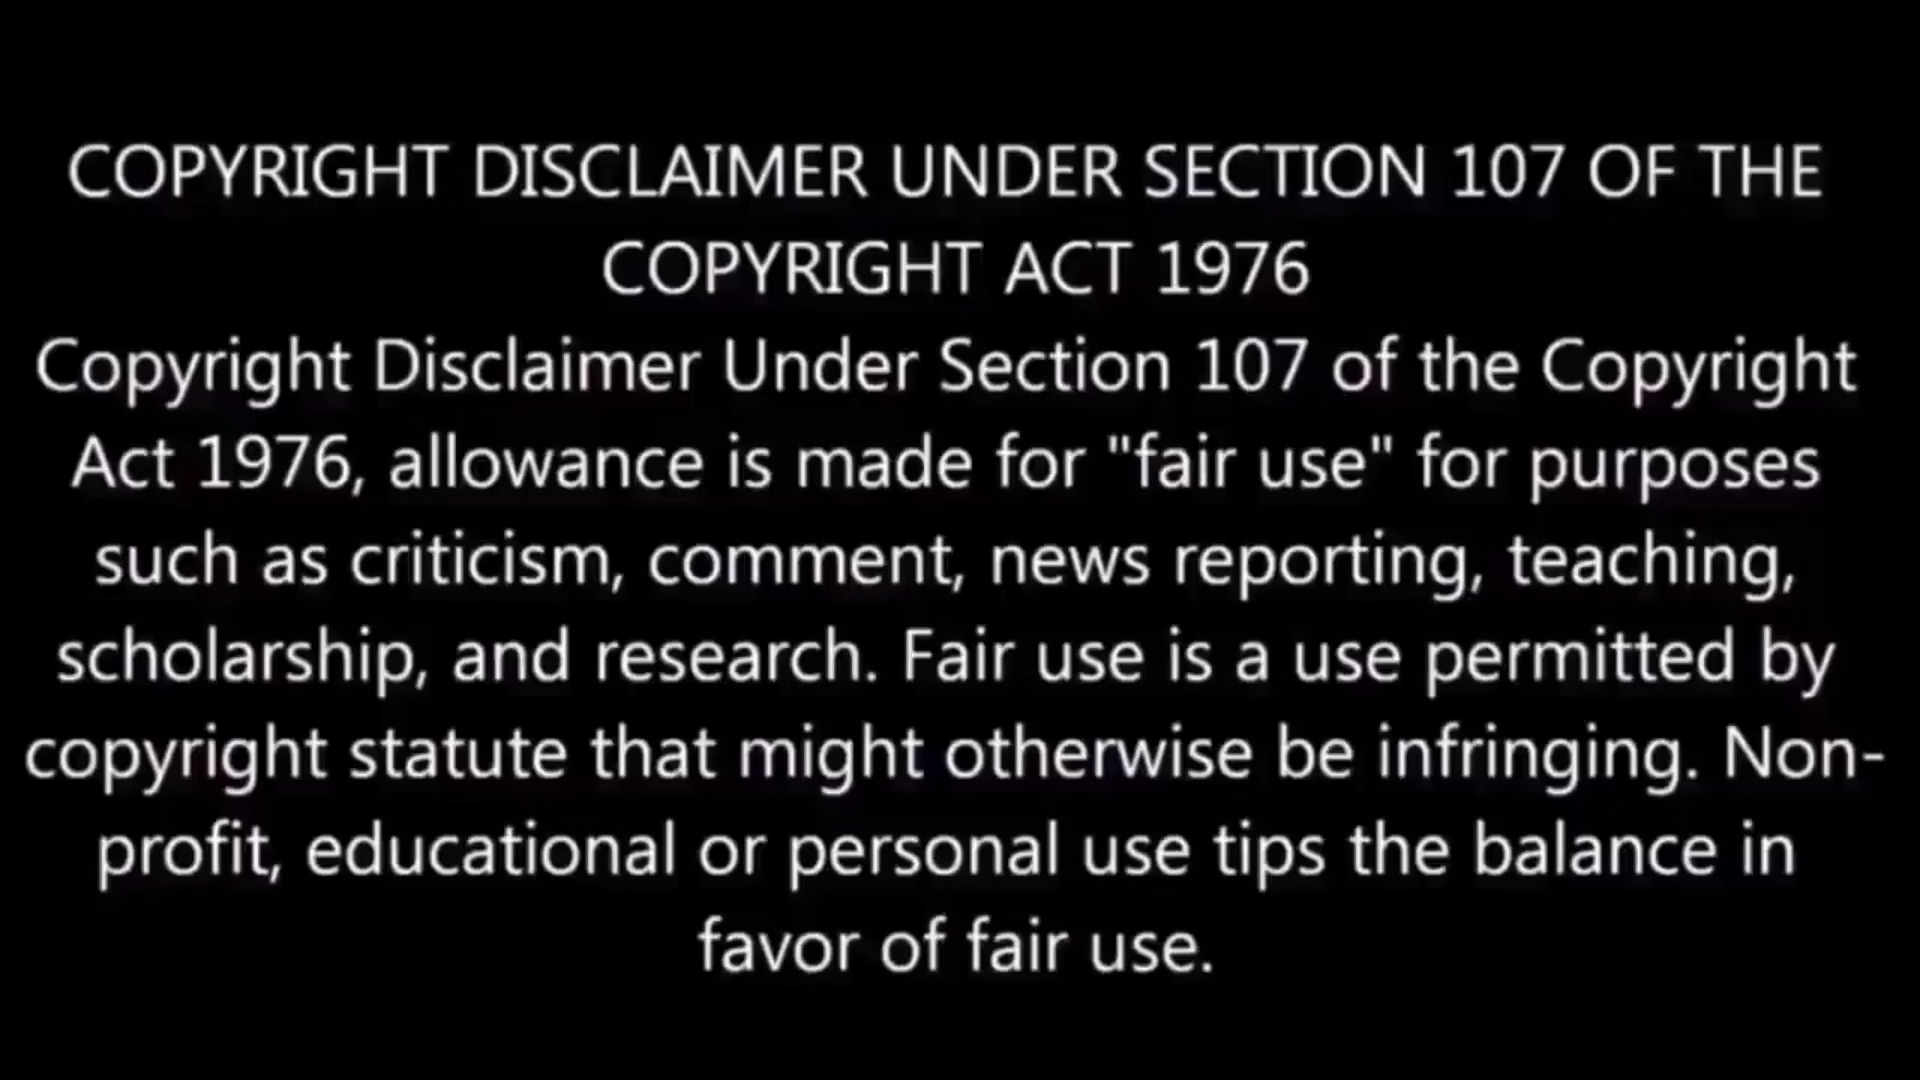 COPYRIGHT DISCLAIMER UNDER SECTION 107 OF THE
COPYRIGHT ACT 1976
Copyright Disclaimer Under Section 107 of the Copyright
Act 1976, allowance is made for "fair use" for purposes
such as criticism, comment, news reporting, teaching,
scholarship, and research. Fair use is a use permitted by
copyright statute that might otherwise be infringing. Non-
profit, educational or personal use tips the balance in
favor of fair use.